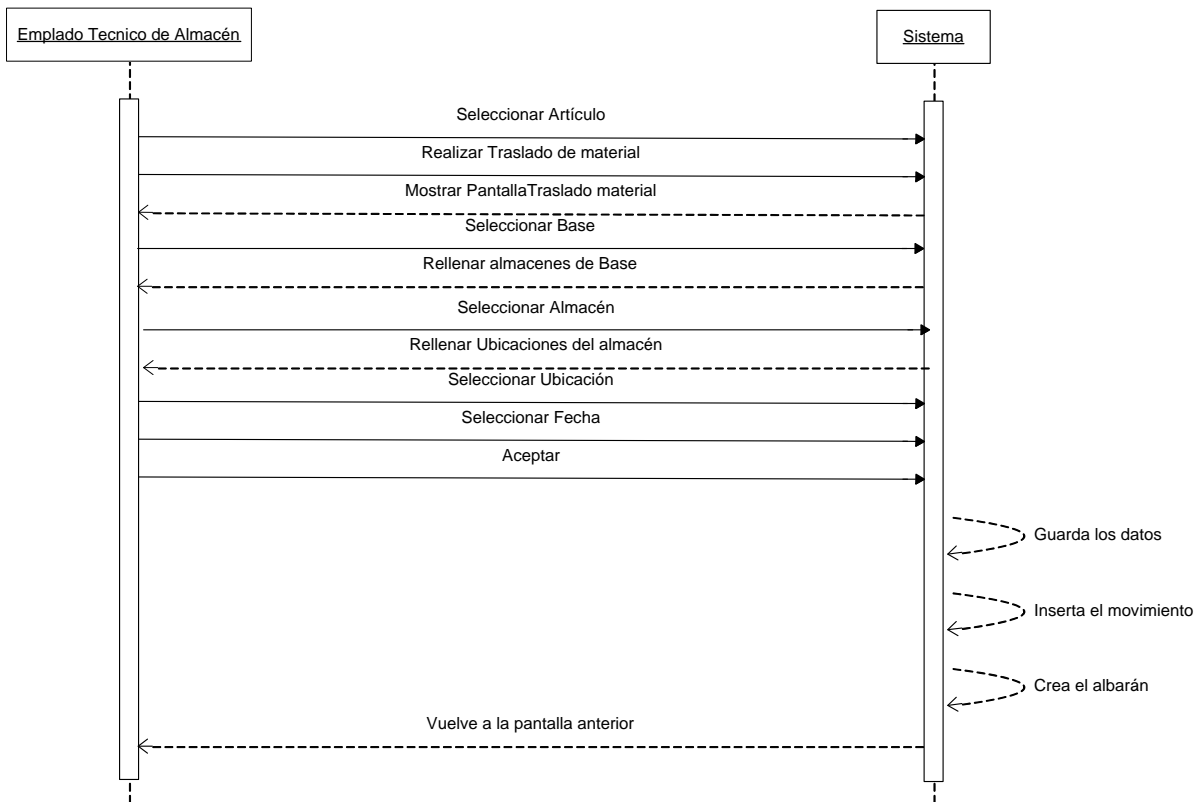 Emplado Tecnico de Almacén
Sistema
Seleccionar Artículo
Realizar Traslado de material
Mostrar PantallaTraslado material
Seleccionar Base
Rellenar almacenes de Base
Seleccionar Almacén
Rellenar Ubicaciones del almacén
Seleccionar Ubicación
Seleccionar Fecha
Aceptar
Guarda los datos
Inserta el movimiento
Crea el albarán
Vuelve a la pantalla anterior